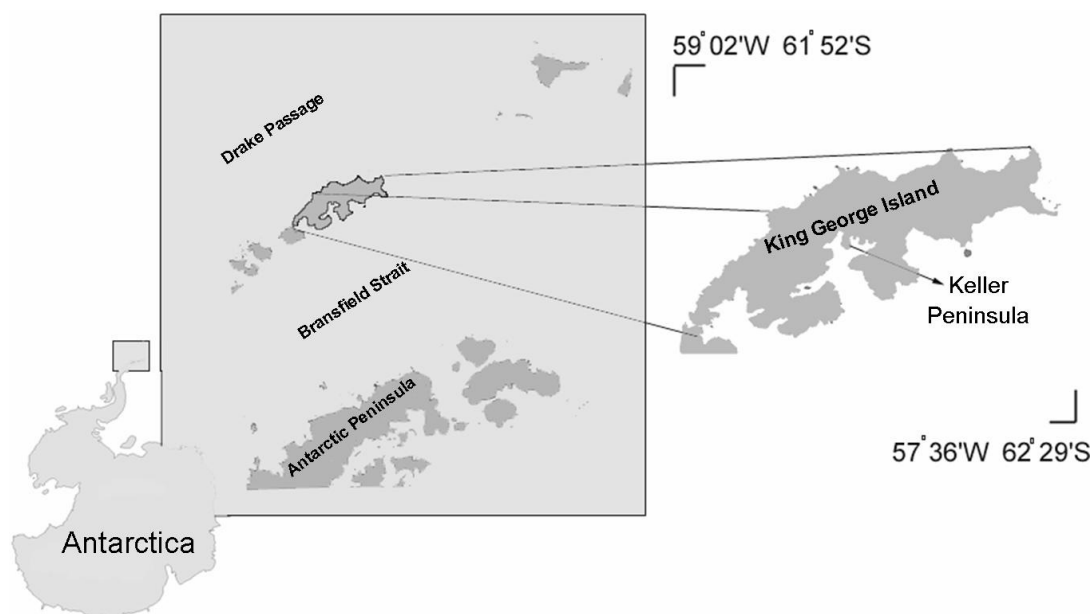 59°02'W 61°52'S
Drake Passage
King George Island
Bransfield Strait
Keller
Peninsula
Antarctic Peninsula
57°36'W 62°29'S
Antarctica